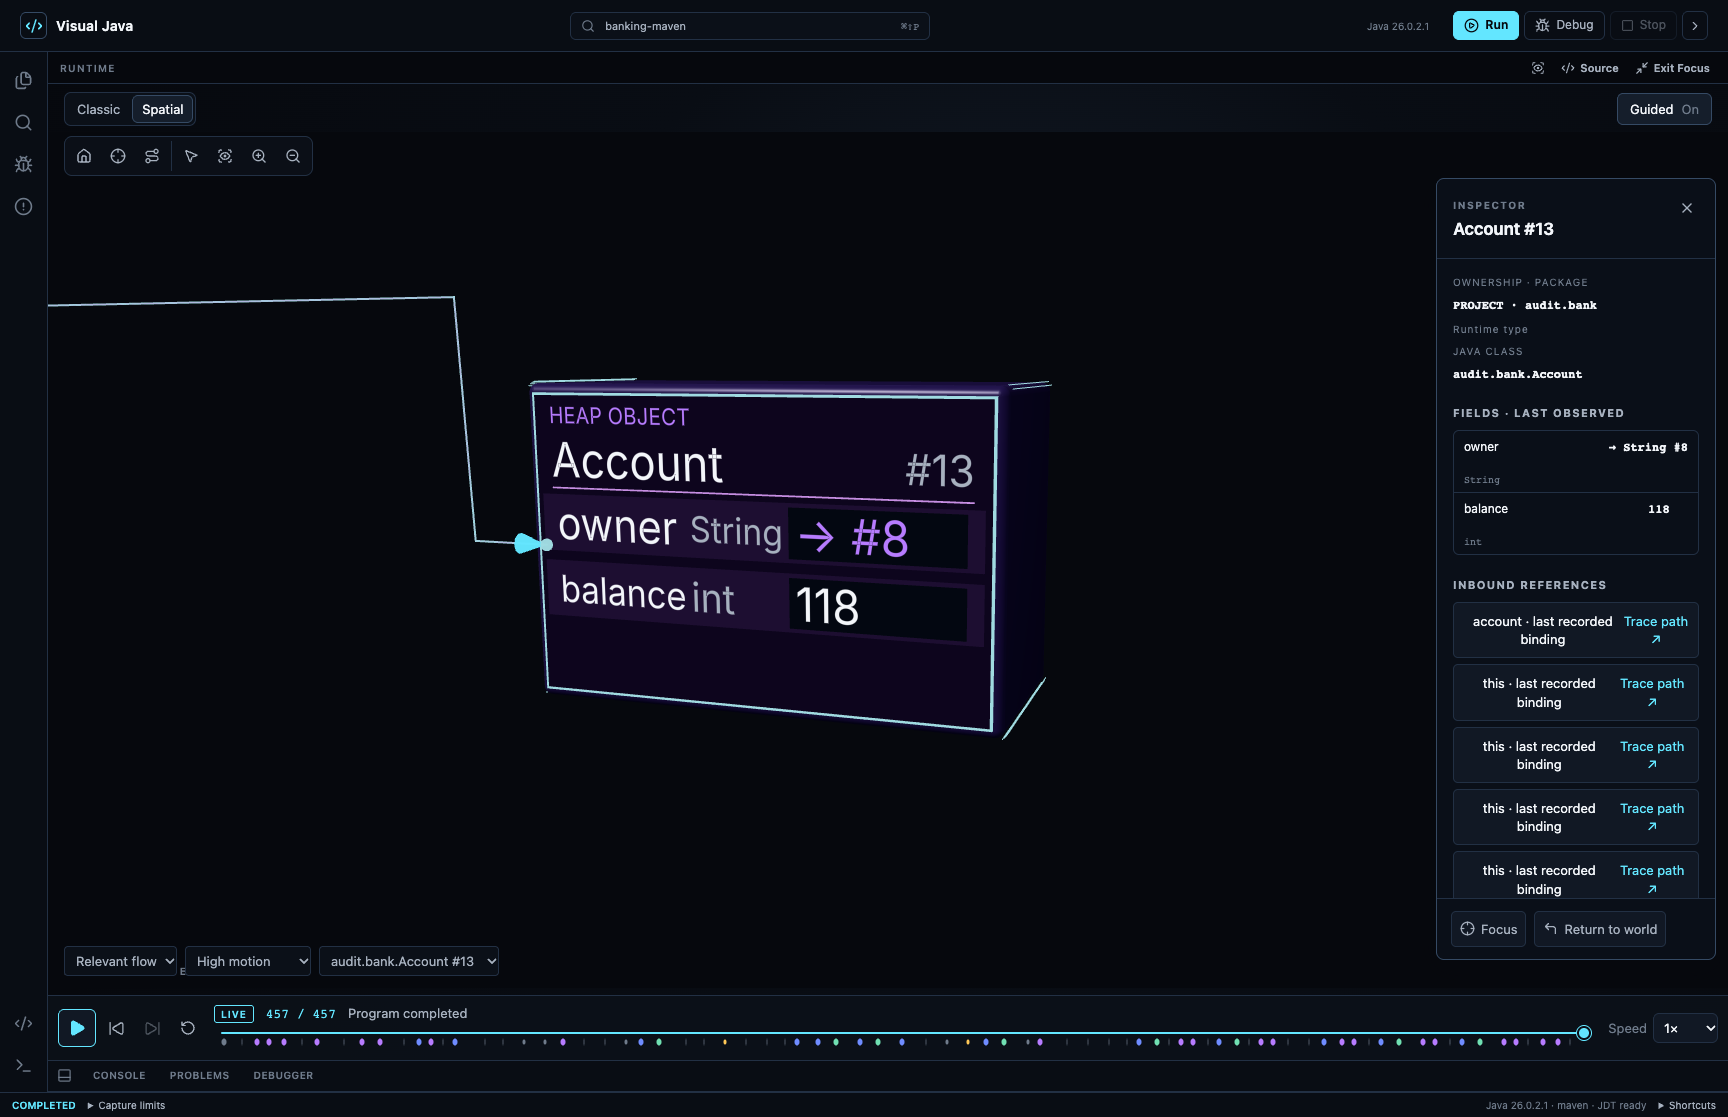 Visual Java
banking-maven
⌘⇧P
Java 26.0.2.1
Run
Debug
Stop
RUNTIME
Source
Exit Focus
Classic
Spatial
Guided On
INSPECTOR
Account #13
OWNERSHIP · PACKAGE
PROJECT · audit.bank
Runtime type
JAVA CLASS
audit.bank.Account
FIELDS · LAST OBSERVED
owner → String #8
String
balance 118
int
INBOUND REFERENCES
account · last recorded binding Trace path ↗
this · last recorded binding Trace path ↗
this · last recorded binding Trace path ↗
this · last recorded binding Trace path ↗
this · last recorded binding Trace path ↗
Focus
Return to world
HEAP OBJECT
Account #13
owner String → #8
balance int 118
Relevant flow
E
High motion
audit.bank.Account #13
LIVE 457 / 457 Program completed
Speed 1×
CONSOLE PROBLEMS DEBUGGER
COMPLETED ▸ Capture limits
Java 26.0.2.1 · maven · JDT ready ▸ Shortcuts